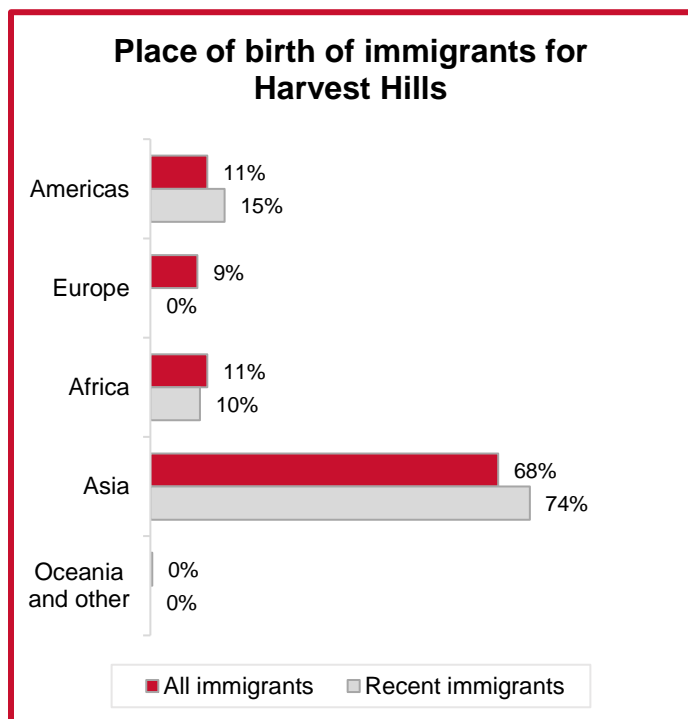 Place of birth of immigrants for
Harvest Hills
Americas
11%
15%
Europe
9%
0%
Africa
11%
10%
Asia
68%
74%
Oceania
and other
0%
0%
All immigrants
Recent immigrants